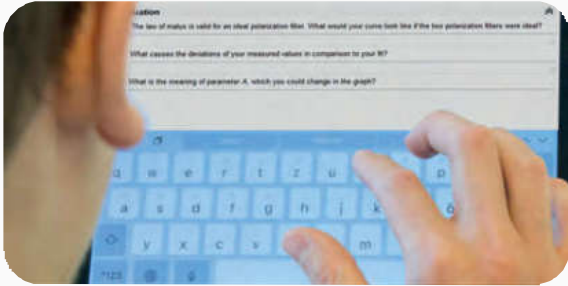 The law of malus is valid for an ideal polarization filter. What would your curve look like if the two polarization filters were ideal?
What causes the deviations of your measured values in comparison to your fit?
What is the meaning of parameter A, which you could change in the graph?
q w e r t z u p
a s d f g h j k ö
y x c v m